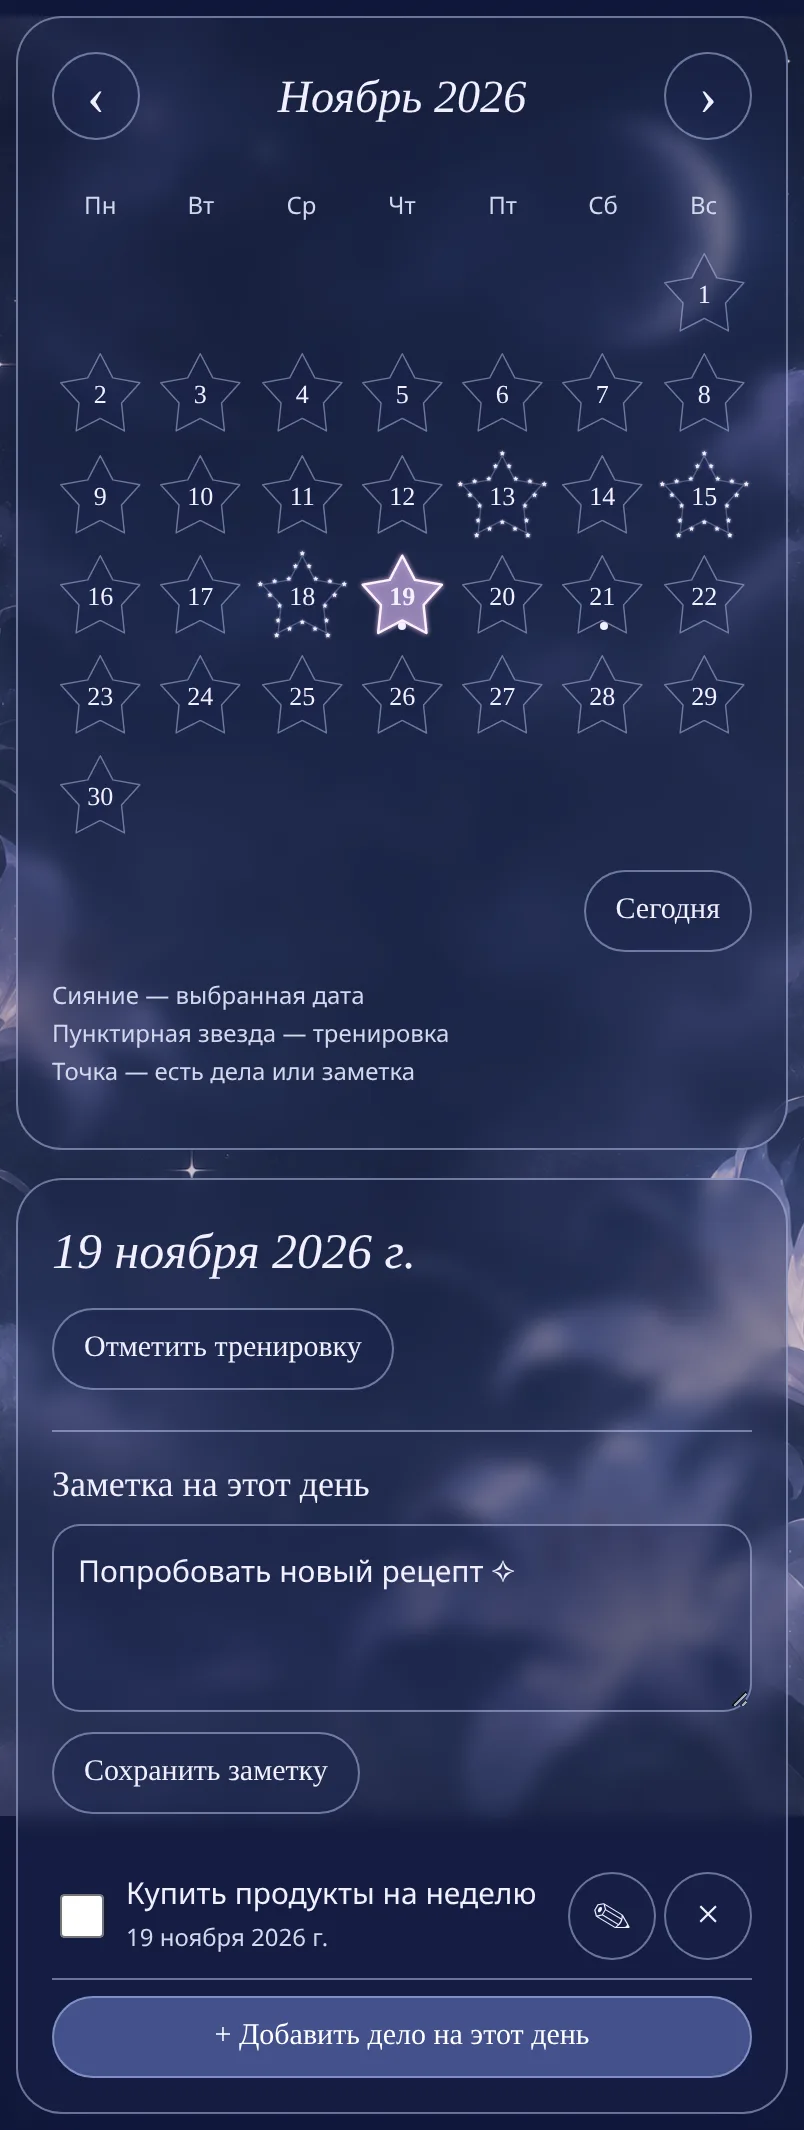 ‹ Ноябрь 2026 ›
Пн Вт Ср Чт Пт Сб Вс
1
2 3 4 5 6 7 8
9 10 11 12 13 14 15
16 17 18 19 20 21 22
23 24 25 26 27 28 29
30
Сегодня
Сияние — выбранная дата
Пунктирная звезда — тренировка
Точка — есть дела или заметка
19 ноября 2026 г.
Отметить тренировку
Заметка на этот день
Попробовать новый рецепт ✧
Сохранить заметку
Купить продукты на неделю
19 ноября 2026 г.
✎ ×
+ Добавить дело на этот день